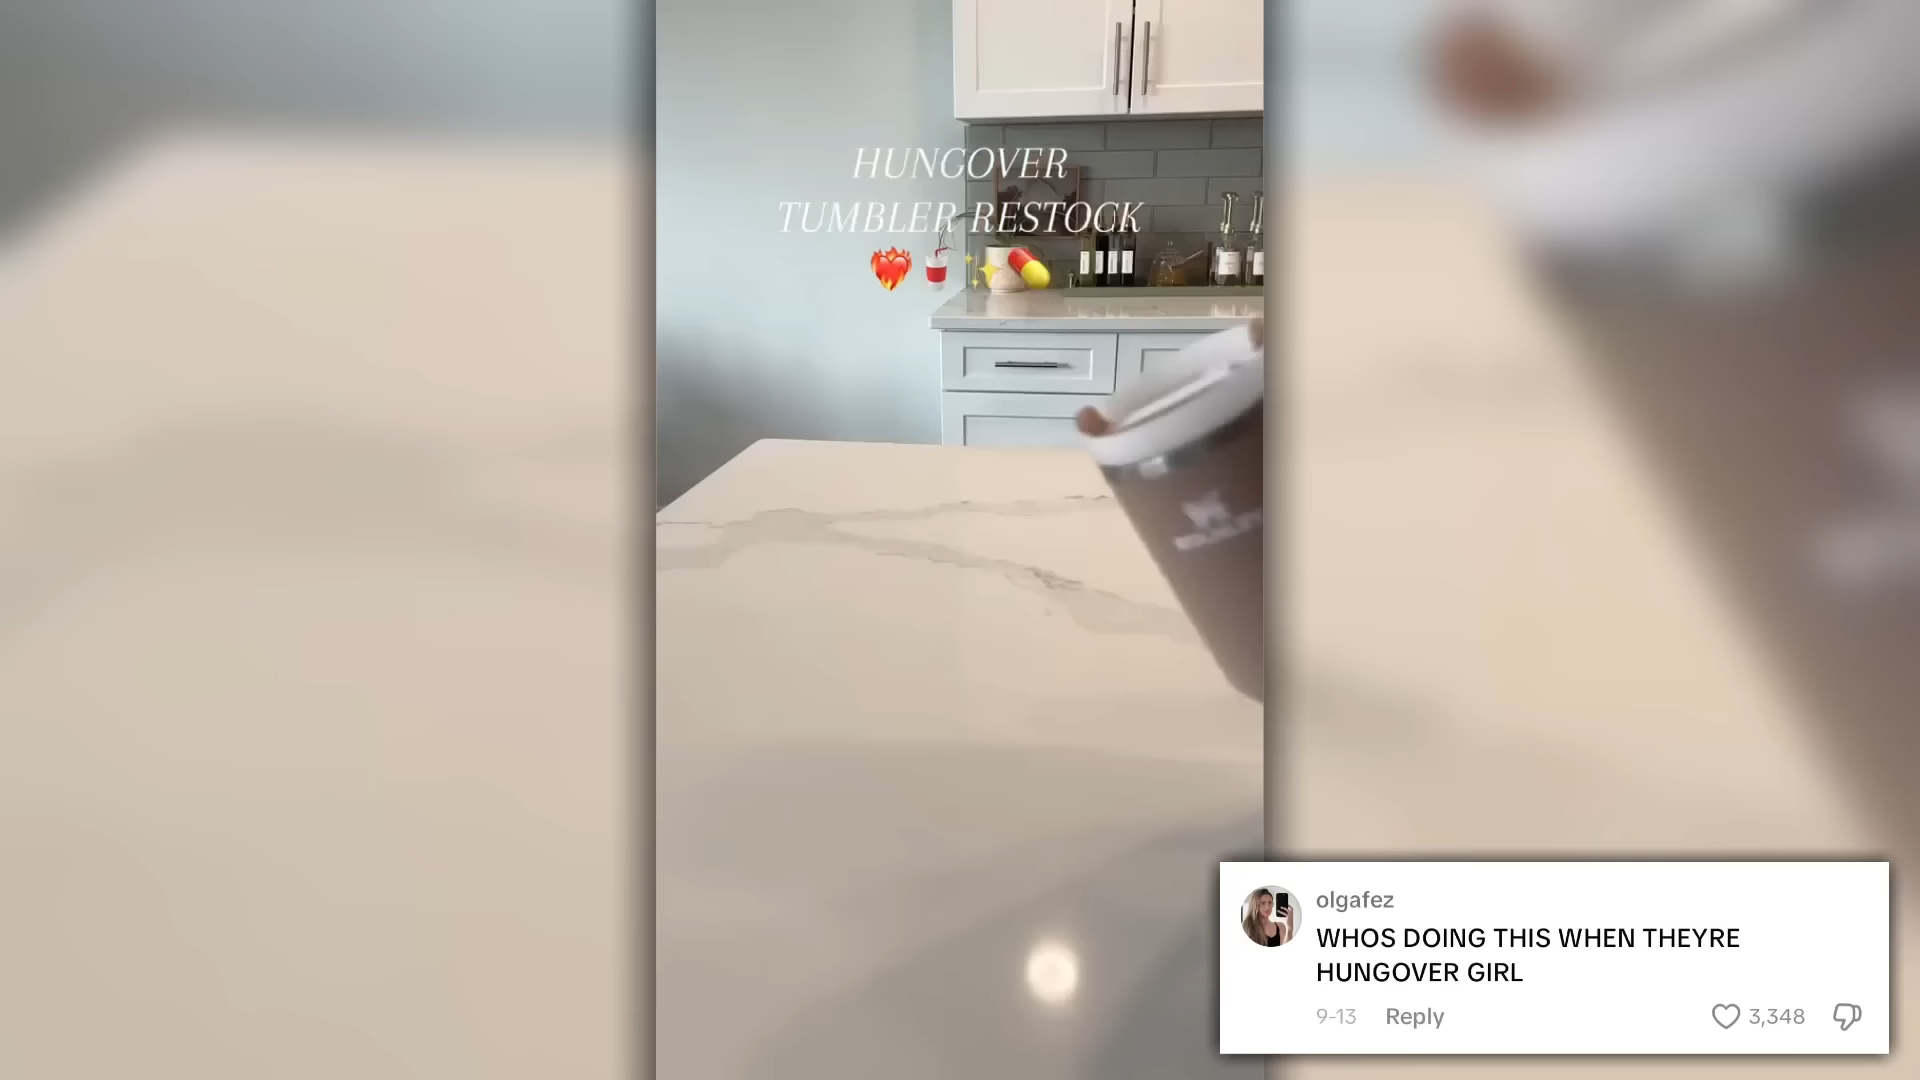 HUNGOVER
TUMBLER RESTOCK
olgafez
WHOS DOING THIS WHEN THEYRE
HUNGOVER GIRL
9-13 Reply 3,348